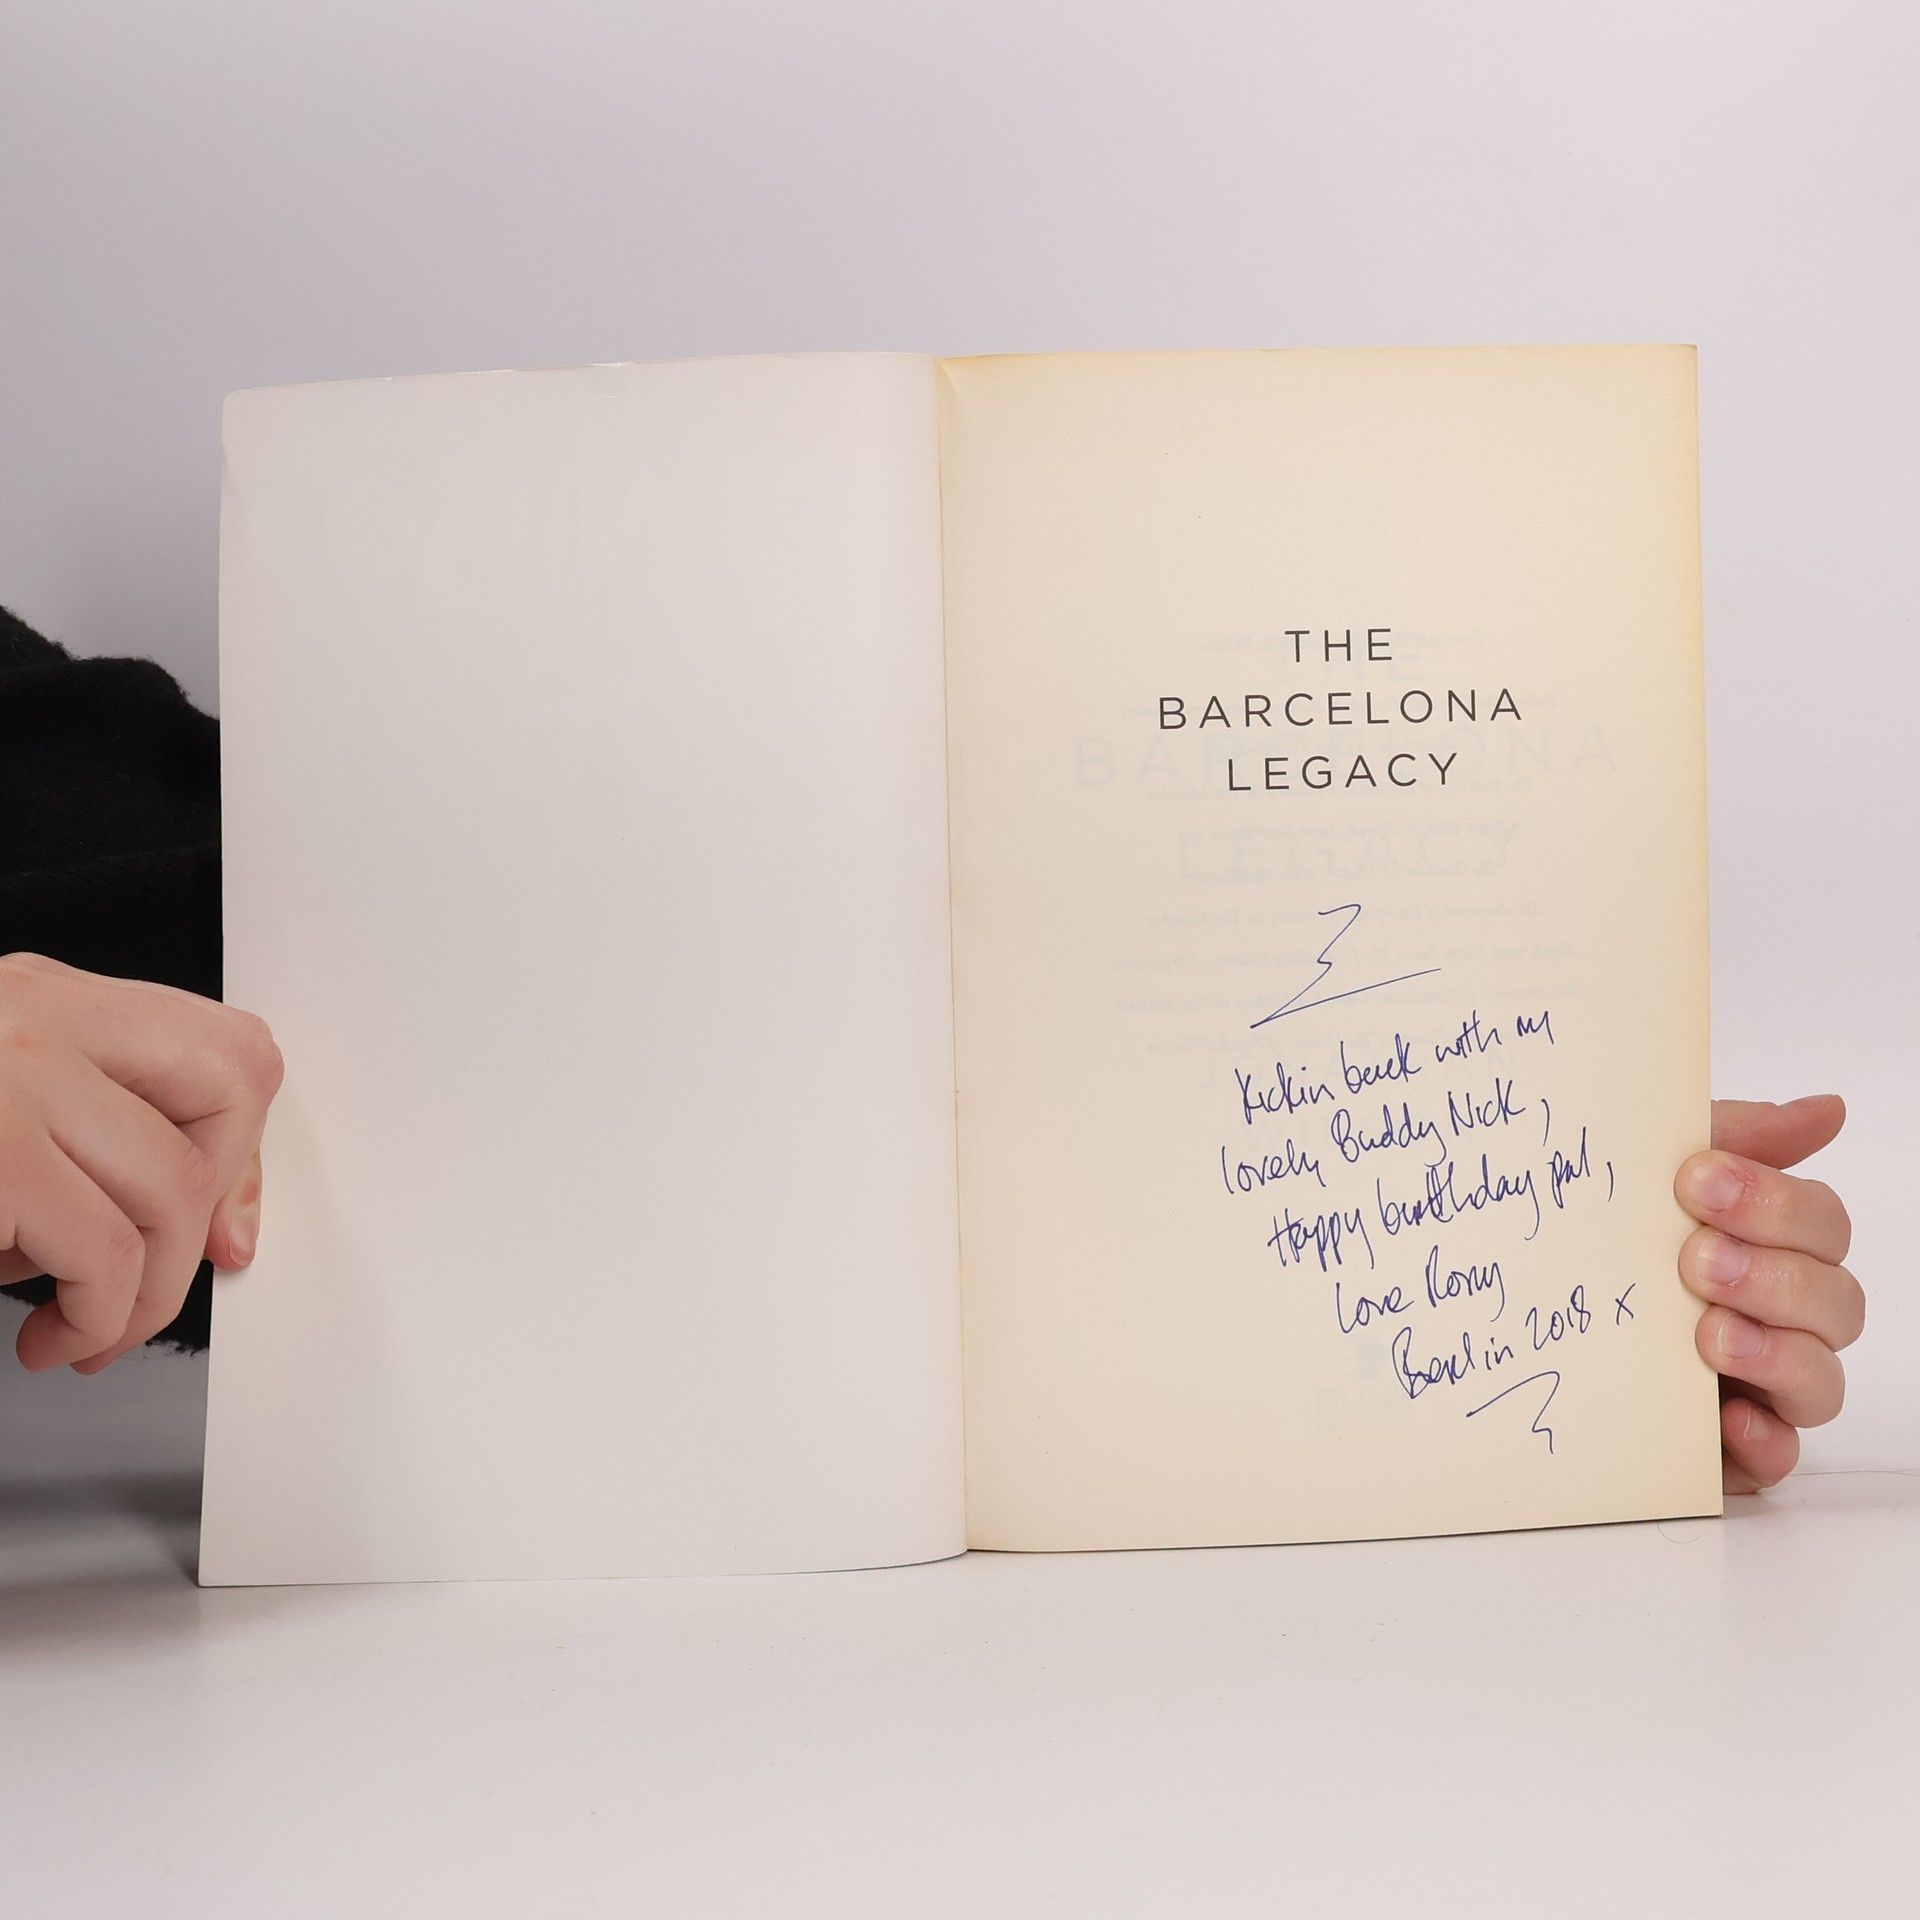 THE
BARCELONA
LEGACY
Kickin back with my
lovely Buddy Nick,
Happy birthday pal,
Love Rory
Berlin 2018 x